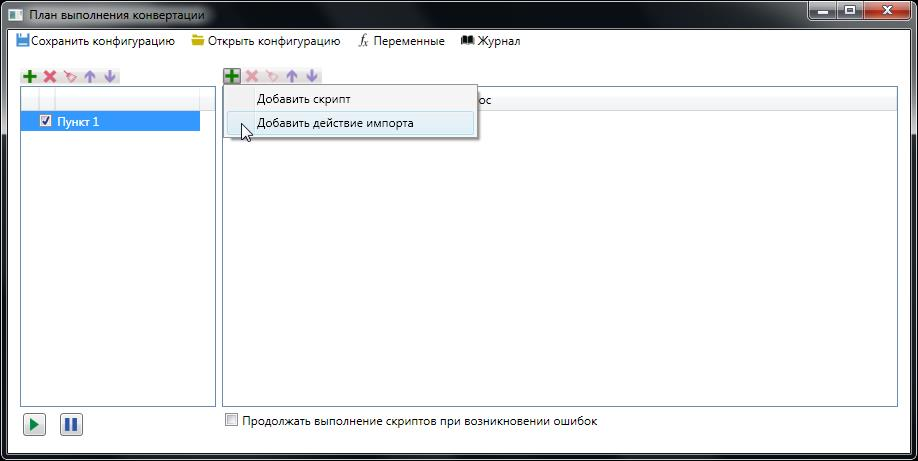 План выполнения конвертации
Сохранить конфигурацию Открыть конфигурацию fx Переменные Журнал
Добавить скрипт
Добавить действие импорта
Пункт 1
Продолжать выполнение скриптов при возникновении ошибок